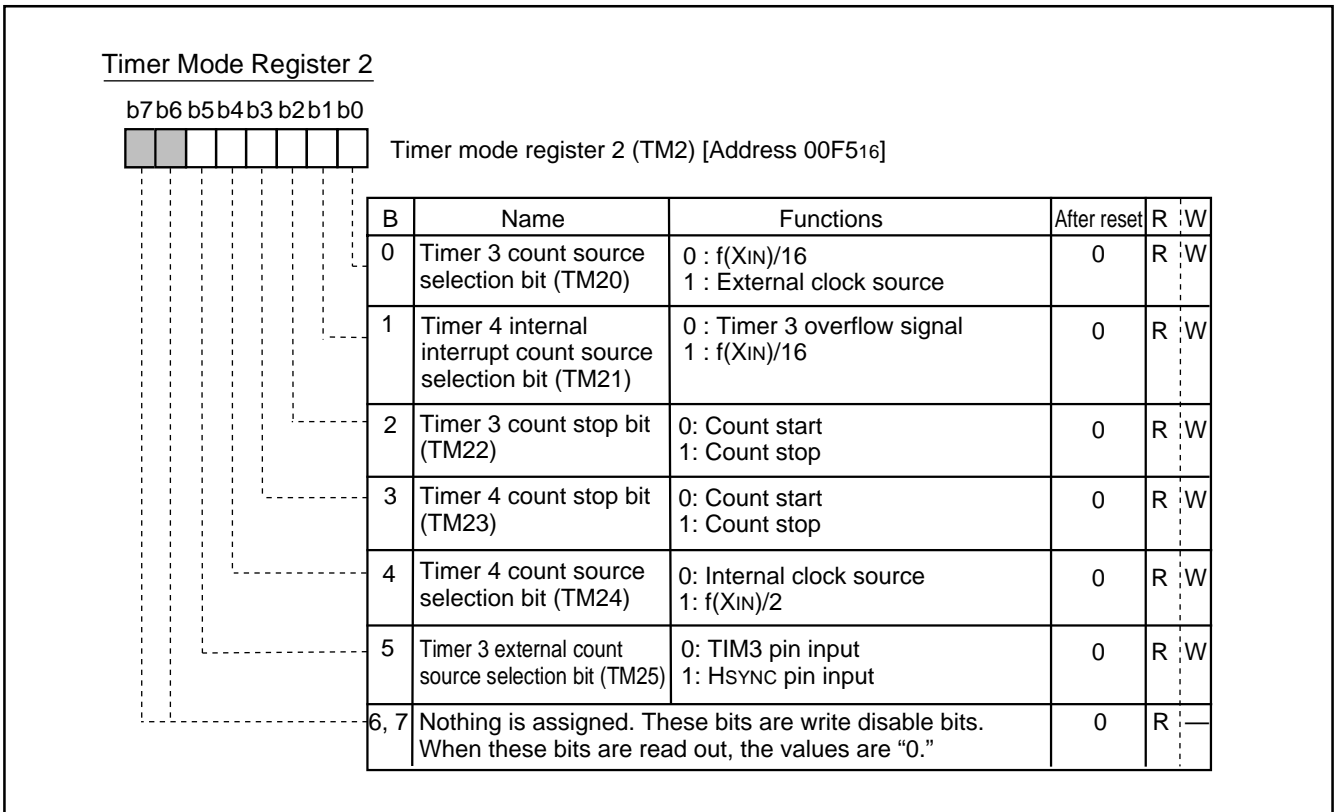 Timer Mode Register 2
b7 b6 b5 b4 b3 b2 b1 b0
Timer mode register 2 (TM2) [Address 00F516]
B Name Functions After reset R W
0 Timer 3 count source selection bit (TM20) 0 : f(XIN)/16 0 R W
1 : External clock source
1 Timer 4 internal interrupt count source selection bit (TM21) 0 : Timer 3 overflow signal 0 R W
1 : f(XIN)/16
2 Timer 3 count stop bit (TM22) 0: Count start 0 R W
1: Count stop
3 Timer 4 count stop bit (TM23) 0: Count start 0 R W
1: Count stop
4 Timer 4 count source selection bit (TM24) 0: Internal clock source 0 R W
1: f(XIN)/2
5 Timer 3 external count source selection bit (TM25) 0: TIM3 pin input 0 R W
1: HSYNC pin input
6, 7 Nothing is assigned. These bits are write disable bits. 0 R —
When these bits are read out, the values are “0.”